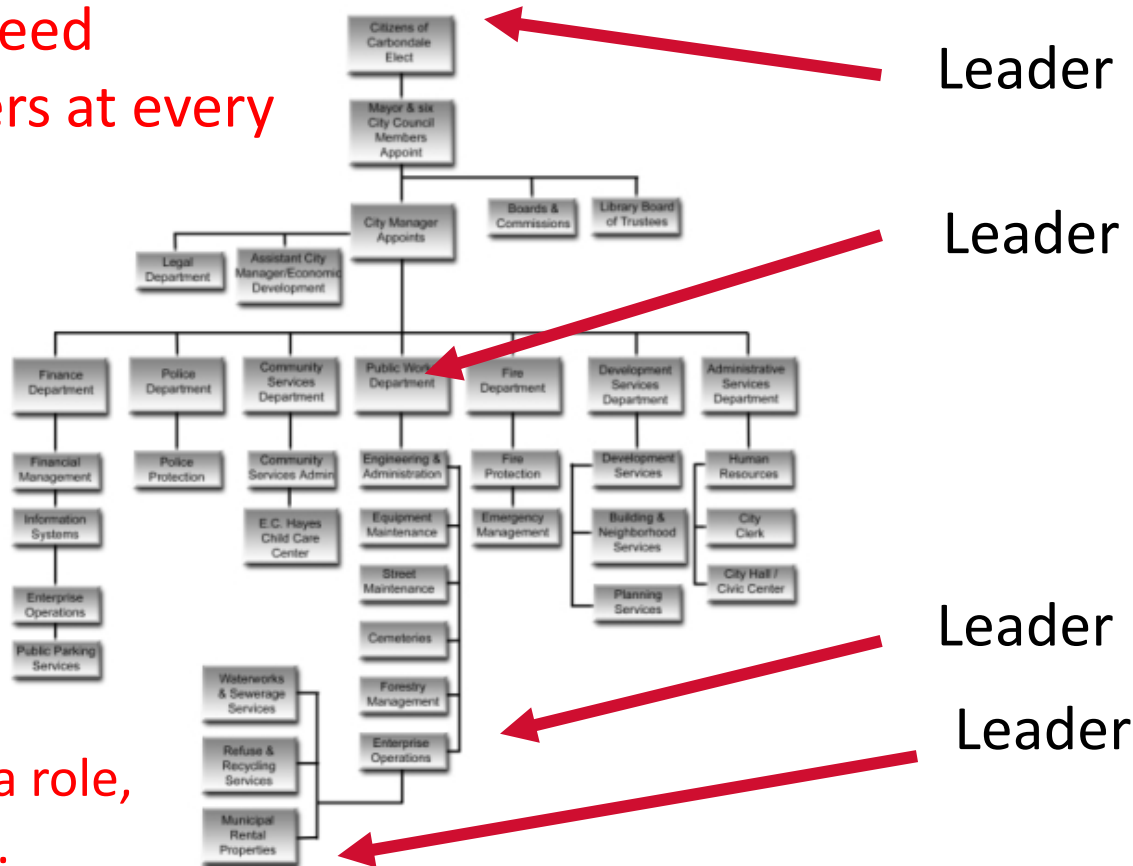 eed
ers at every
Leader
Citizens of
Carbondale
Elect
Mayor & six
City Council
Members
Appoint
City Manager
Appoints
Boards &
Commissions
Library Board
of Trustees
Leader
Legal
Department
Assistant City
Manager/Economic
Development
Finance
Department
Police
Department
Community
Services
Department
Public Work
Department
Fire
Department
Development
Services
Department
Administrative
Services
Department
Financial
Management
Information
Systems
Enterprise
Operations
Public Parking
Services
Police
Protection
Community
Services Admin
E.C. Hayes
Child Care
Center
Engineering &
Administration
Equipment
Maintenance
Street
Maintenance
Cemeteries
Forestry
Management
Enterprise
Operations
Waterworks
& Sewerage
Services
Refuse &
Recycling
Services
Municipal
Rental
Properties
Fire
Protection
Emergency
Management
Development
Services
Building &
Neighborhood
Services
Planning
Services
Human
Resources
City
Clerk
City Hall /
Civic Center
Leader
Leader
a role,